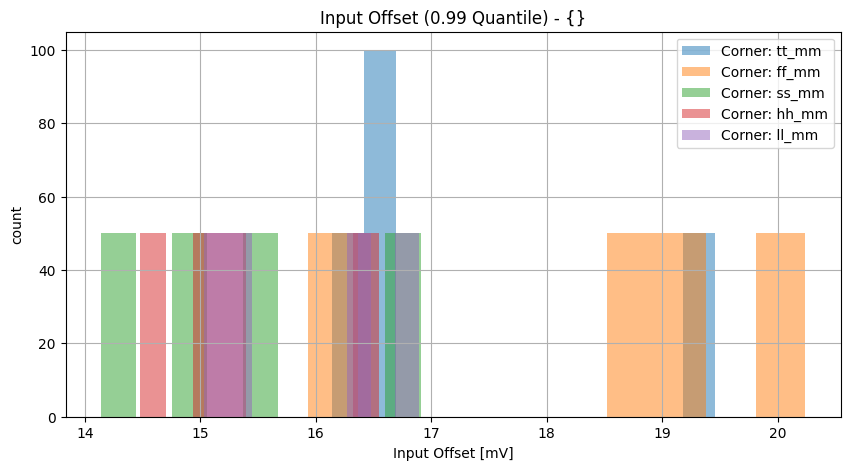 Input Offset (0.99 Quantile) - {}
count
100
80
60
40
20
0
14
15
16
17
18
19
20
Input Offset [mV]
Corner: tt_mm
Corner: ff_mm
Corner: ss_mm
Corner: hh_mm
Corner: ll_mm